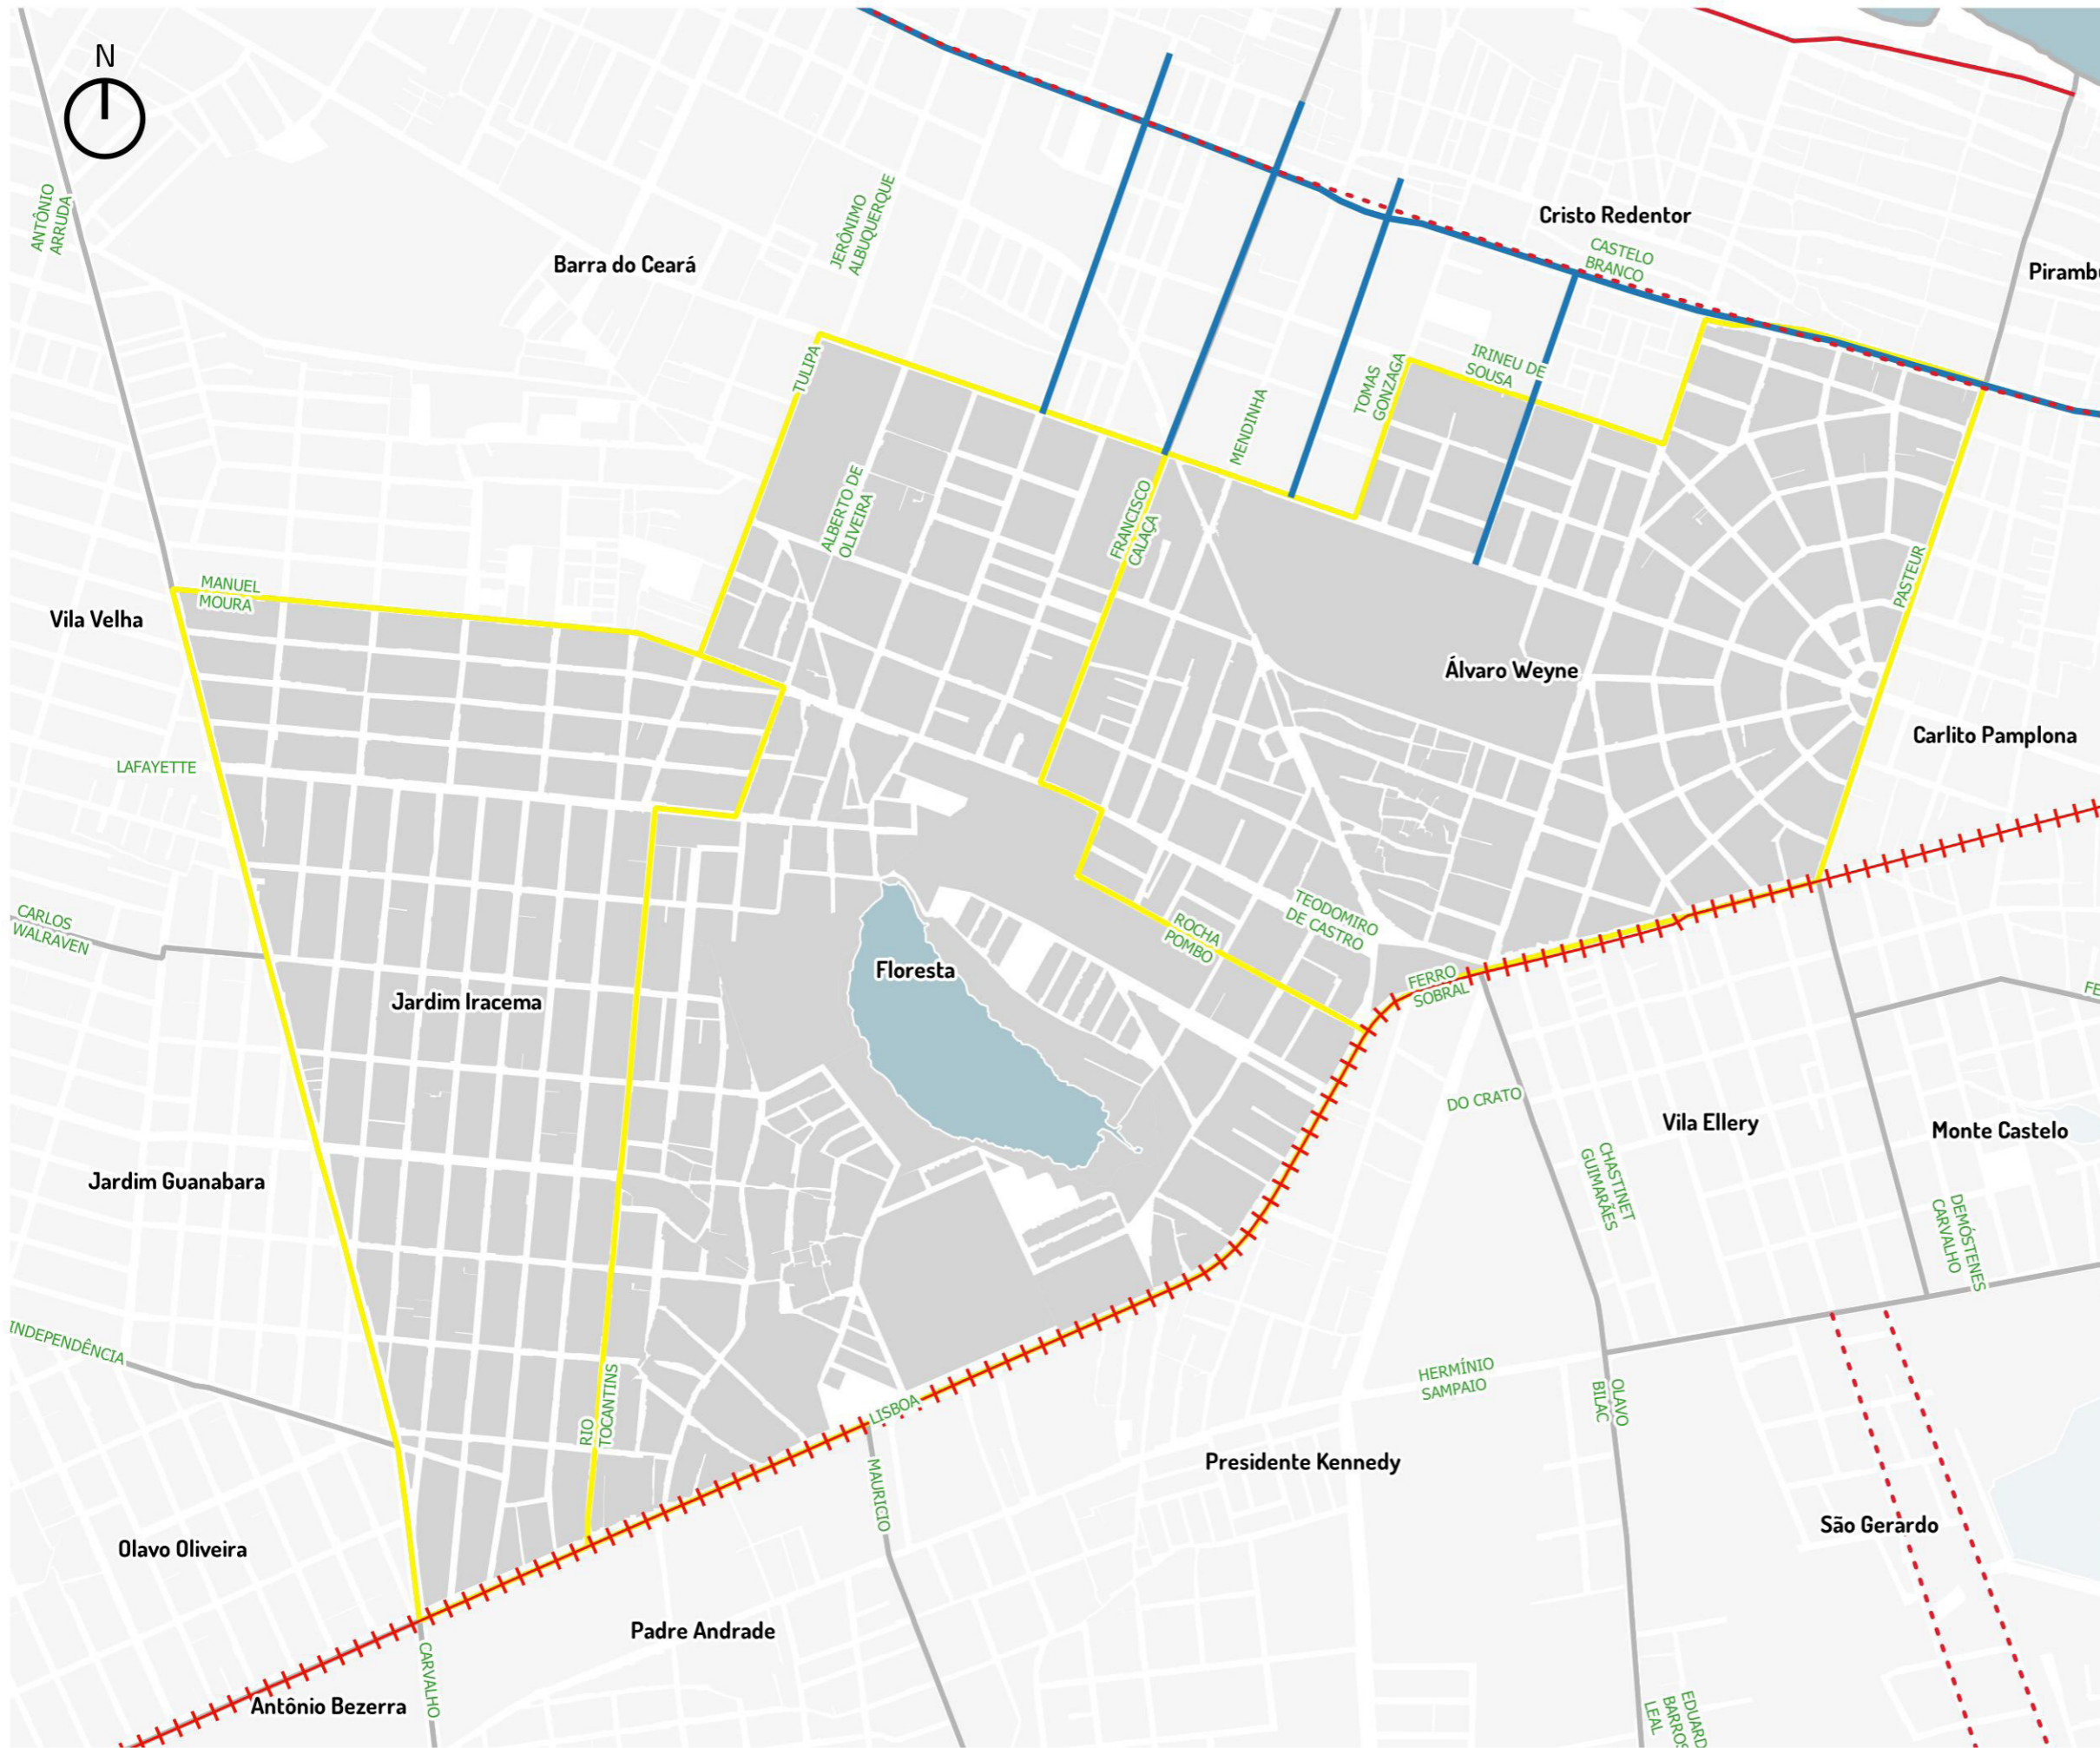 N
ANTÔNIO
ARRUDA
JERÔNIMO
ALBUQUERQUE
Barra do Ceará
Cristo Redentor
CASTELO
BRANCO
TULIPA
MENDINHA
TOMAS
GONZAGA
IRINEU DE
SOUSA
ALBERTO DE
OLIVEIRA
FRANCISCO
CALAÇA
PASTEUR
MANUEL
MOURA
Vila Velha
Álvaro Weyne
Carlito Pamplona
LAFAYETTE
CARLOS
WALRAVEN
TEODOMIRO
DE CASTRO
ROCHA
POMBO
Floresta
FERRO
SOBRAL
Jardim Iracema
DO CRATO
Vila Ellery
Monte Castelo
CHASTINET
GUIMARÃES
Jardim Guanabara
DEMÓSTENES
CARVALHO
INDEPENDÊNCIA
RIO
TOCANTINS
LISBOA
HERMÍNIO
SAMPAIO
OLAVO
BILAC
MAURICIO
Presidente Kennedy
São Gerardo
Olavo Oliveira
Padre Andrade
CARVALHO
Antônio Bezerra
LEAL